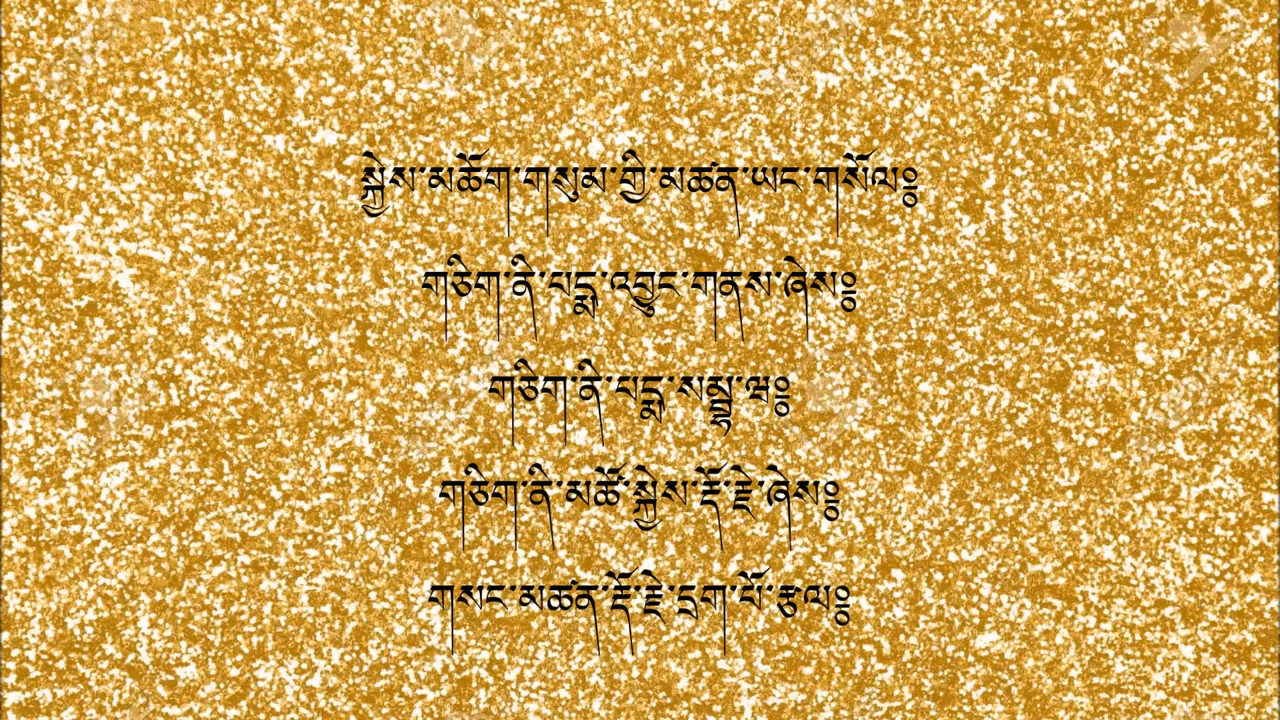 སྐྱེས་མཆོག་གསུམ་གྱི་མཚན་ཡང་གསོལ༔
གཅིག་ནི་པདྨ་འབྱུང་གནས་ཞེས༔
གཅིག་ནི་པདྨ་སམྦྷ་ཝ༔
གཅིག་ནི་མཚོ་སྐྱེས་རྡོ་རྗེ་ཞེས༔
གསང་མཚན་རྡོ་རྗེ་དྲག་པོ་རྩལ༔